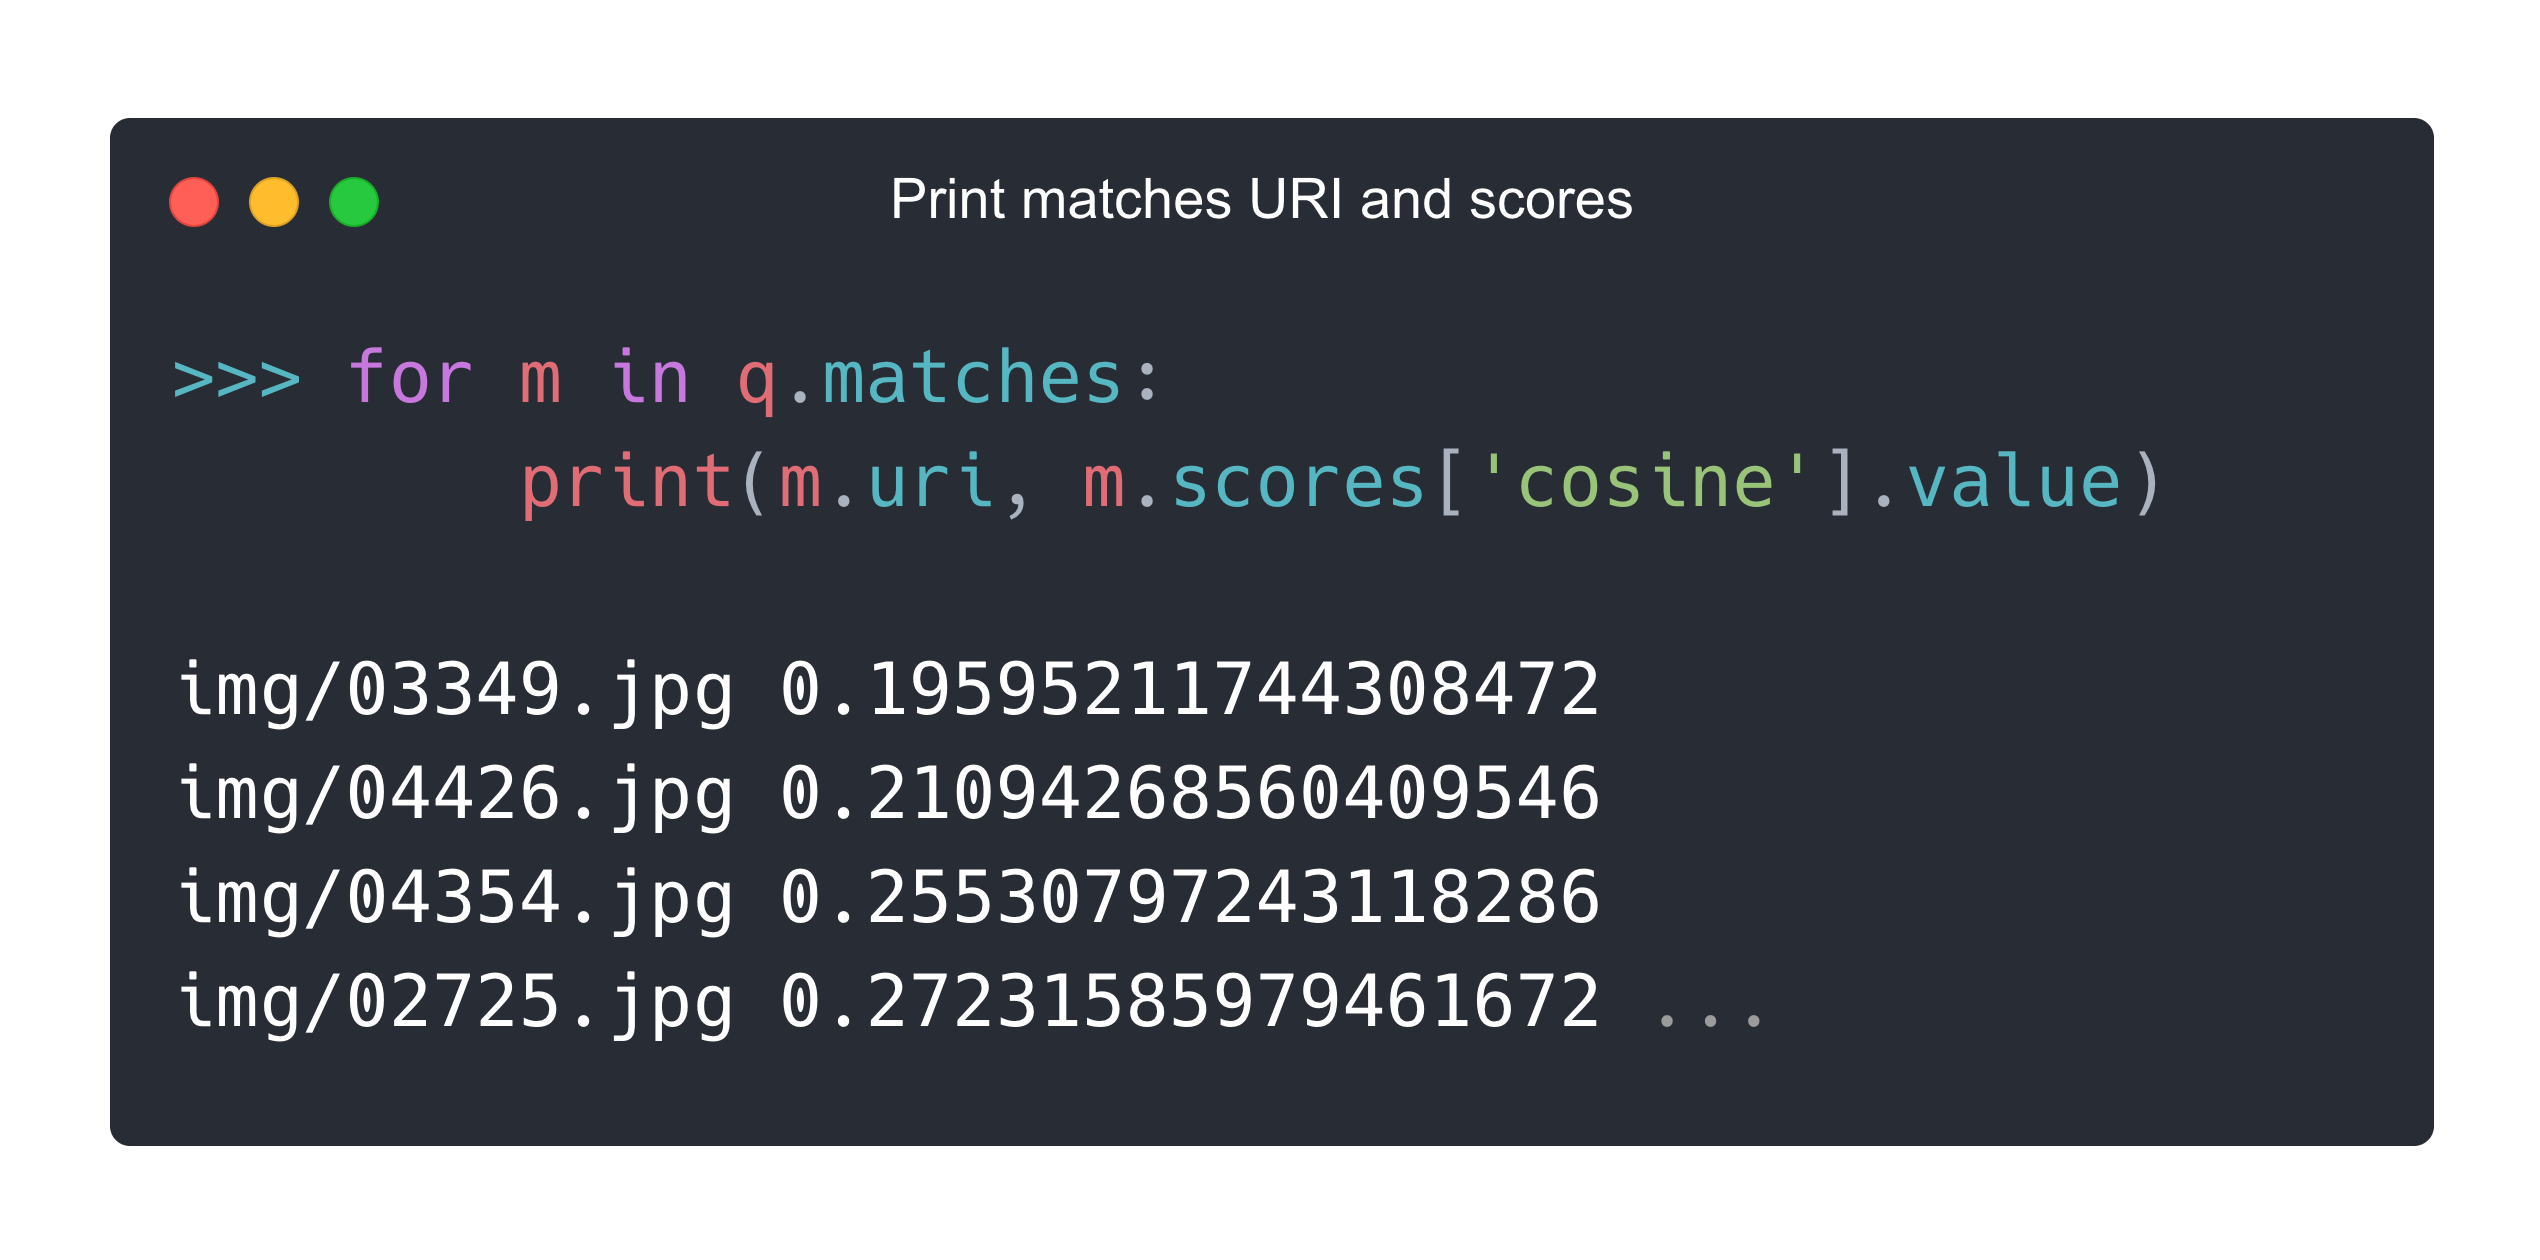 Print matches URI and scores
>>> for m in q.matches:
        print(m.uri, m.scores['cosine'].value)
img/03349.jpg 0.19595211744308472
img/04426.jpg 0.21094268560409546
img/04354.jpg 0.25530797243118286
img/02725.jpg 0.27231585979461672 ...